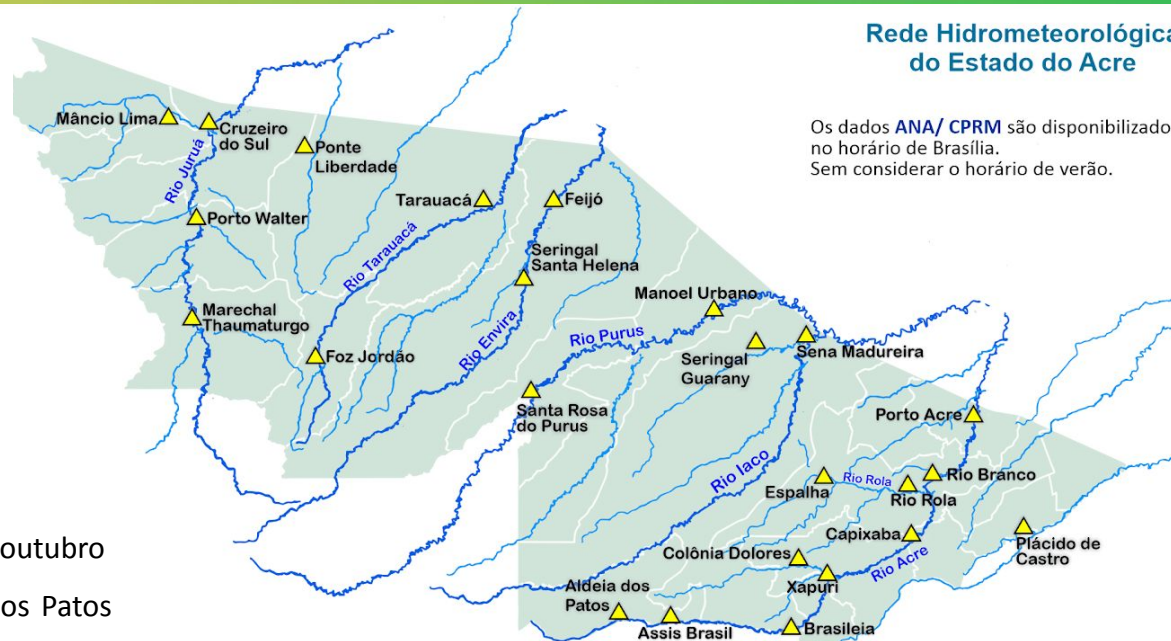 Rede Hidrometeorológica
do Estado do Acre
Os dados ANA/ CPRM são disponibilizado
no horário de Brasília.
Sem considerar o horário de verão.
Mâncio Lima
Cruzeiro
do Sul
Ponte
Liberdade
Rio Juruá
Porto Walter
Tarauacá
Feijó
Rio Tarauacá
Seringal
Santa Helena
Manoel Urbano
Marechal
Thaumaturgo
Foz Jordão
Rio Envira
Rio Purus
Seringal
Guarany
Sena Madureira
Santa Rosa
do Purus
Porto Acre
Rio Iaco
Espalha
Rio Rola
Rio Rola
Rio Branco
Capixaba
Plácido de
Castro
Colônia Dolores
Rio Acre
Xapuri
Aldeia dos
Patos
Assis Brasil
Brasileia
outubro
os Patos